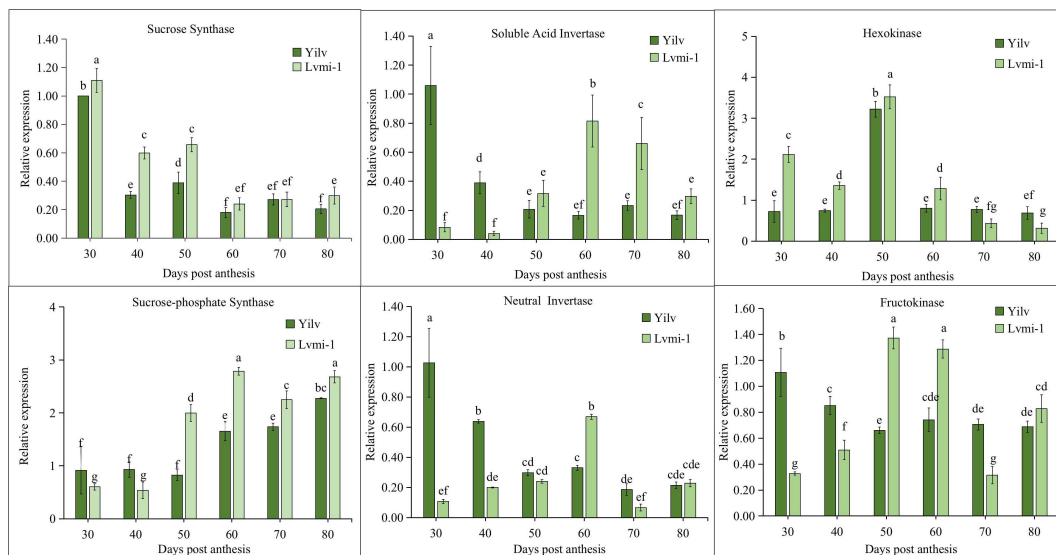 Sucrose Synthase
Yilv
Lvmi-1
Relative expression
1.40
1.20
1.00
0.80
0.60
0.40
0.20
0.00
b a
e c
d c
f ef
ef ef
f e
30 40 50 60 70 80
Days post anthesis
Soluble Acid Invertase
Yilv
Lvmi-1
Relative expression
1.40
1.20
1.00
0.80
0.60
0.40
0.20
0.00
a f
d f
e e
ef b
e c
ef e
30 40 50 60 70 80
Days post anthesis
Hexokinase
Yilv
Lvmi-1
Relative expression
5
4
3
2
1
0
e c
e d
b a
e d
e fg
ef g
30 40 50 60 70 80
Days post anthesis
Sucrose-phosphate Synthase
Yilv
Lvmi-1
Relative expression
4
3
2
1
0
f g
f g
f d
e a
e c
bc a
30 40 50 60 70 80
Days post anthesis
Neutral Invertase
Yilv
Lvmi-1
Relative expression
1.40
1.20
1.00
0.80
0.60
0.40
0.20
0.00
a ef
b de
cd cd
c b
de ef
cde cde
30 40 50 60 70 80
Days post anthesis
Fructokinase
Yilv
Lvmi-1
Relative expression
1.60
1.40
1.20
1.00
0.80
0.60
0.40
0.20
0.00
b g
c f
e a
cde a
de g
de cd
30 40 50 60 70 80
Days post anthesis